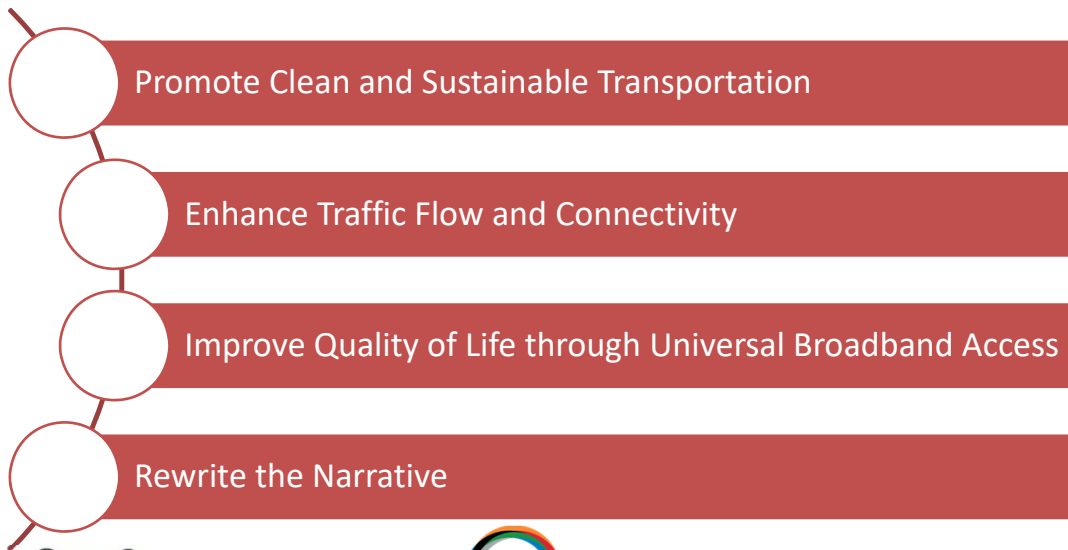 Promote Clean and Sustainable Transportation
Enhance Traffic Flow and Connectivity
Improve Quality of Life through Universal Broadband Access
Rewrite the Narrative